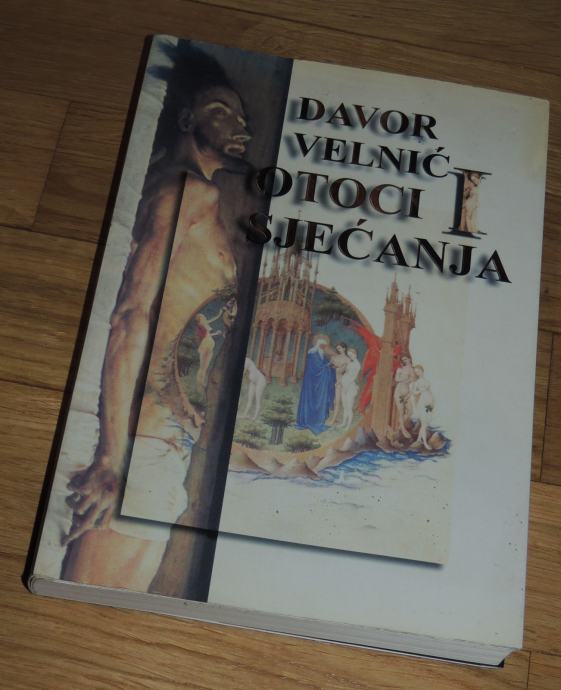 DAVOR
VELNIĆ
OTOCI I
SJEĆANJA